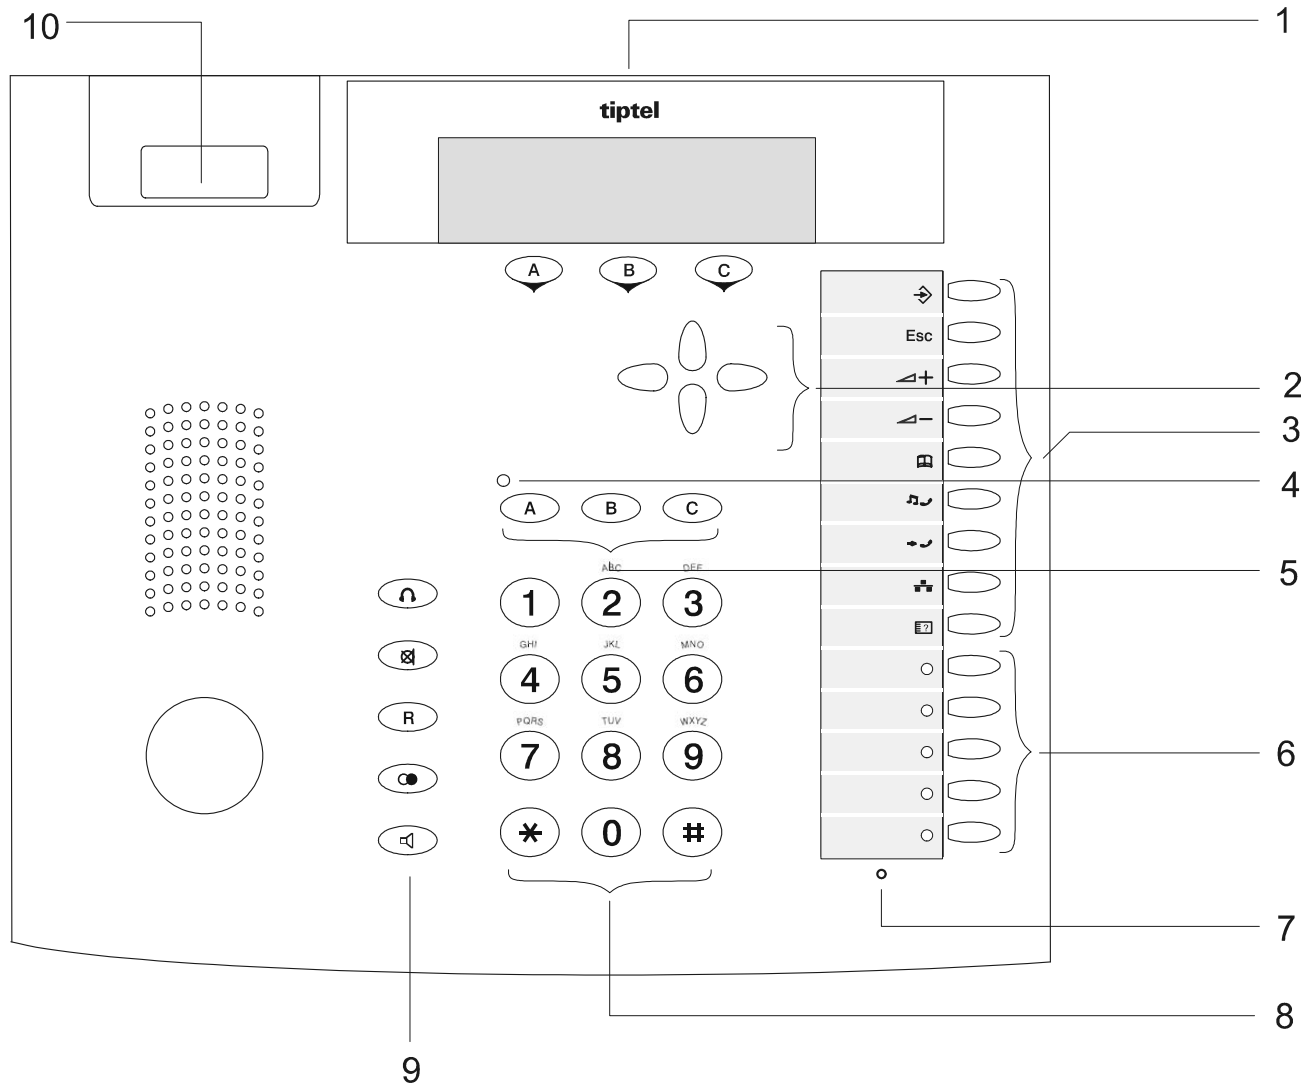 10
1
tiptel
A B C
Esc
2
+
3
−
4
A B C
5
ABC DEF
1 2 3
?
GHI JKL MNO
4 5 6
R
PQRS TUV WXYZ
7 8 9
6
* 0 #
7
8
9